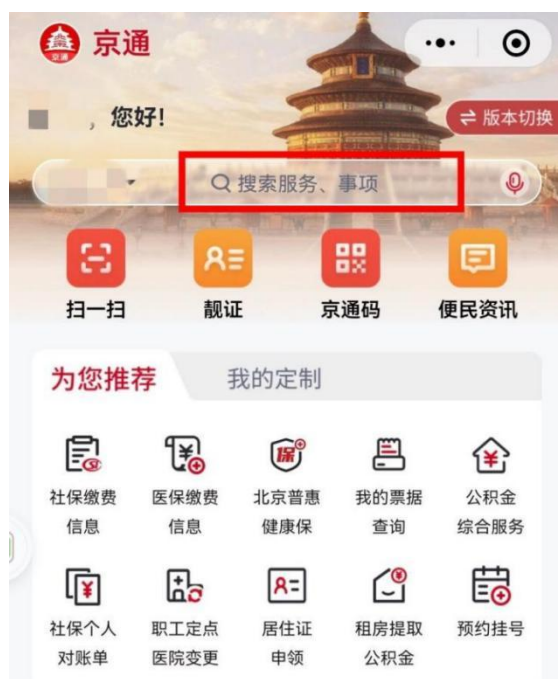 京通
，您好！
版本切换
搜索服务、事项
扫一扫
靓证
京通码
便民资讯
为您推荐
我的定制
社保缴费
信息
医保缴费
信息
北京普惠
健康保
我的票据
查询
公积金
综合服务
社保个人
对账单
职工定点
医院变更
居住证
申领
租房提取
公积金
预约挂号